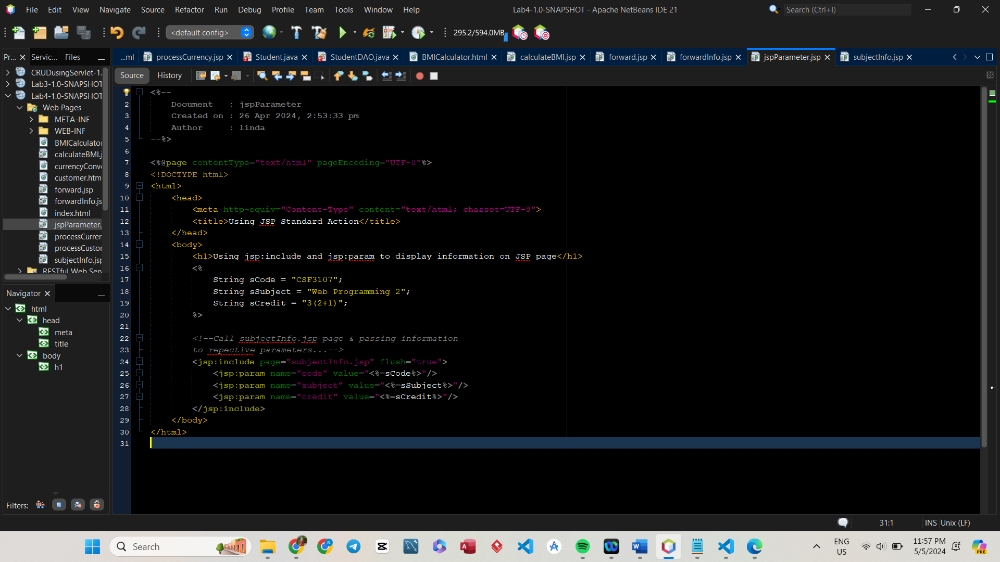 File Edit View Navigate Source Refactor Run Debug Profile Team Tools Window Help
Lab4-1.0-SNAPSHOT - Apache NetBeans IDE 21
Search (Ctrl+I)
<default config>
295.2/594.0MB
Pr... Servic... Files
...ml processCurrency.jsp Student.java StudentDAO.java BMICalculator.html calculateBMI.jsp forward.jsp forwardInfo.jsp jspParameter.jsp subjectInfo.jsp
Source History
CRUDusingServlet-1.
Lab3-1.0-SNAPSHOT
Lab4-1.0-SNAPSHOT
Web Pages
META-INF
WEB-INF
BMICalculator
calculateBMI.j
currencyConve
customer.htm
forward.jsp
forwardInfo.js
index.html
jspParameter.
processCurren
processCustor
subjectInfo.jsp
RESTful Web Serv
Navigator
html
head
meta
title
body
h1
Filters:
<%--
2 Document : jspParameter
3 Created on : 26 Apr 2024, 2:53:33 pm
4 Author : linda
5 --%>
6
7 <%@page contentType="text/html" pageEncoding="UTF-8"%>
8 <!DOCTYPE html>
9 <html>
10 <head>
11 <meta http-equiv="Content-Type" content="text/html; charset=UTF-8">
12 <title>Using JSP Standard Action</title>
13 </head>
14 <body>
15 <h1>Using jsp:include and jsp:param to display information on JSP page</h1>
16 <%
17 String sCode = "CSF3107";
18 String sSubject = "Web Programming 2";
19 String sCredit = "3(2+1)";
20 %>
21
22 <!--Call subjectInfo.jsp page & passing information
23 to repective parameters...-->
24 <jsp:include page="subjectInfo.jsp" flush="true">
25 <jsp:param name="code" value="<%=sCode%>"/>
26 <jsp:param name="subject" value="<%=sSubject%>"/>
27 <jsp:param name="credit" value="<%=sCredit%>"/>
28 </jsp:include>
29 </body>
30 </html>
31
31:1 INS Unix (LF)
Search
ENG
US
11:57 PM
5/5/2024
PRE